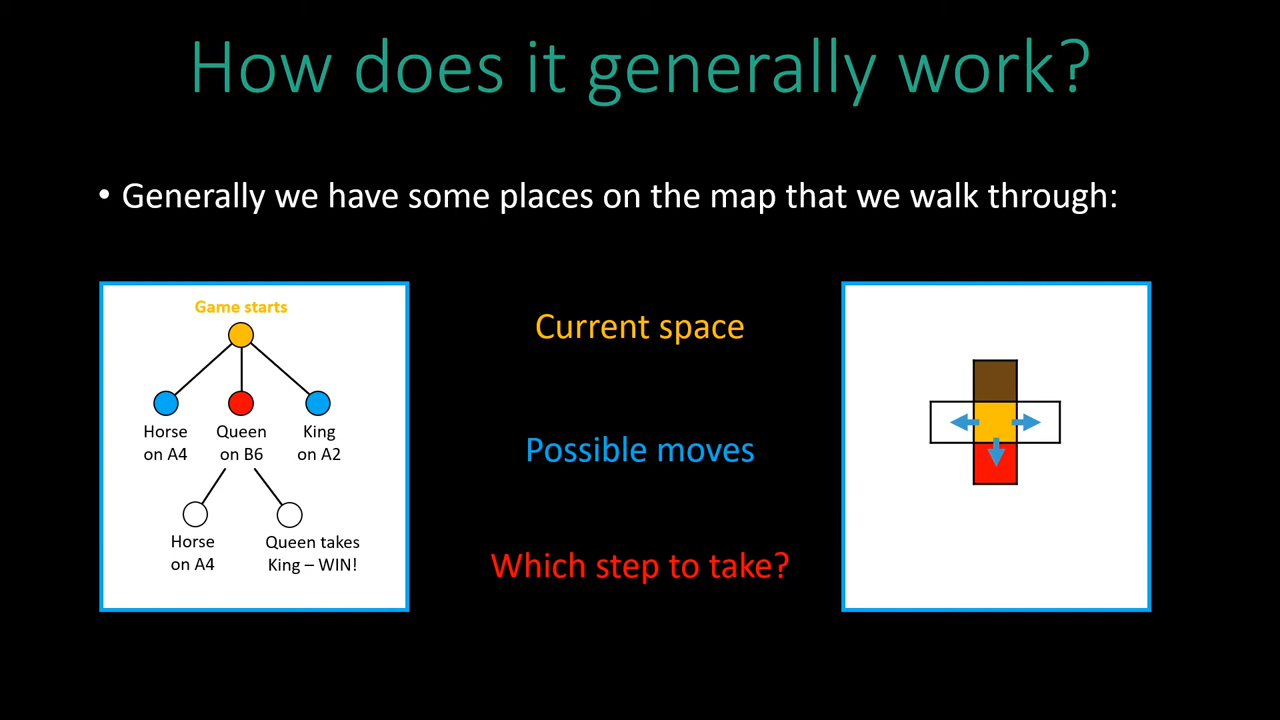 How does it generally work?
• Generally we have some places on the map that we walk through:
Game starts
Horse
on A4
Queen
on B6
King
on A2
Horse
on A4
Queen takes
King – WIN!
Current space
Possible moves
Which step to take?